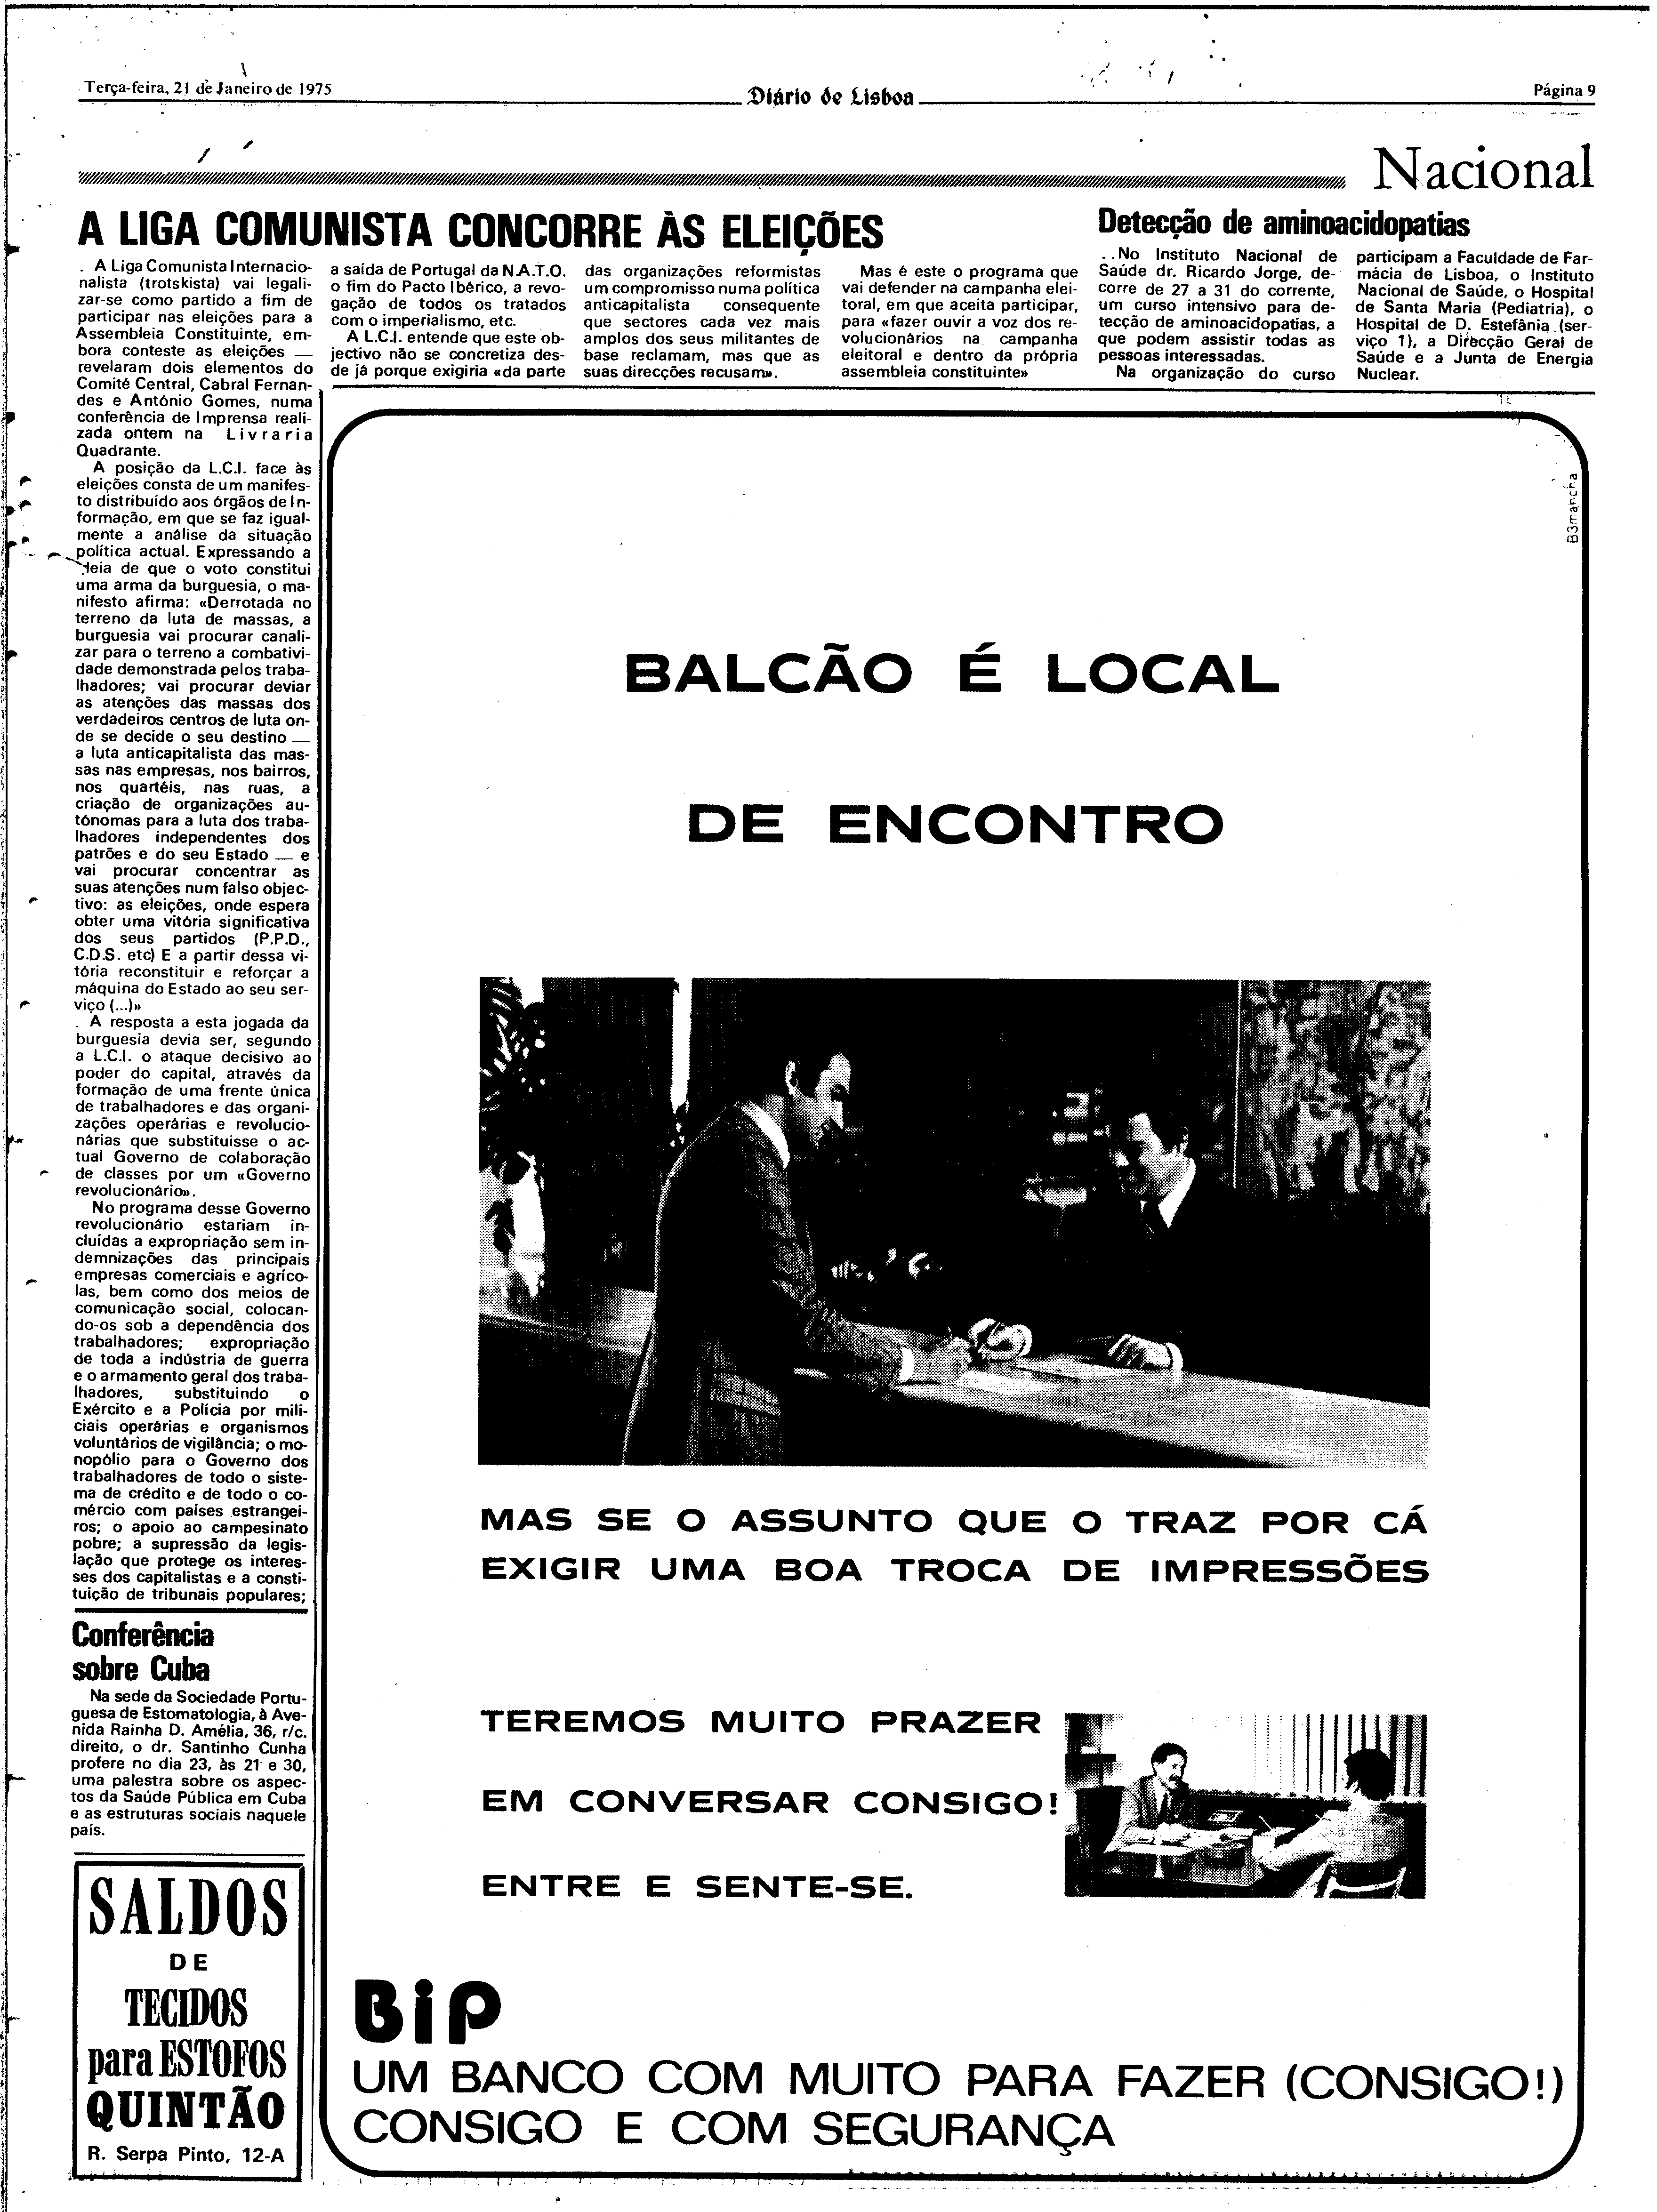 Terça-feira, 21 de Janeiro de 1975
Diário de Lisboa
Página 9
Nacional
A LIGA COMUNISTA CONCORRE ÀS ELEIÇÕES
A Liga Comunista Internacio-
nalista (trotskista) vai legali-
zar-se como partido a fim de
participar nas eleições para a
Assembleia Constituinte, em-
bora conteste as eleições —
revelaram dois elementos do
Comité Central, Cabral Fernan-
des e António Gomes, numa
conferência de Imprensa reali-
zada ontem na Livraria
Quadrante.
A posição da L.C.I. face às
eleições consta de um manifes-
to distribuído aos órgãos de In-
formação, em que se faz igual-
mente a análise da situação
política actual. Expressando a
ideia de que o voto constitui
uma arma da burguesia, o ma-
nifesto afirma: «Derrotada no
terreno da luta de massas, a
burguesia vai procurar canali-
zar para o terreno a combativi-
dade demonstrada pelos traba-
lhadores; vai procurar deviar
as atenções das massas dos
verdadeiros centros de luta on-
de se decide o seu destino —
a luta anticapitalista das mas-
sas nas empresas, nos bairros,
nos quartéis, nas ruas, a
criação de organizações au-
tónomas para a luta dos traba-
lhadores independentes dos
patrões e do seu Estado — e
vai procurar concentrar as
suas atenções num falso objec-
tivo: as eleições, onde espera
obter uma vitória significativa
dos seus partidos (P.P.D.,
C.D.S. etc) E a partir dessa vi-
tória reconstituir e reforçar a
máquina do Estado ao seu ser-
viço (...)»
A resposta a esta jogada da
burguesia devia ser, segundo
a L.C.I. o ataque decisivo ao
poder do capital, através da
formação de uma frente única
de trabalhadores e das organi-
zações operárias e revolucio-
nárias que substituisse o ac-
tual Governo de colaboração
de classes por um «Governo
revolucionário».
No programa desse Governo
revolucionário estariam in-
cluídas a expropriação sem in-
demnizações das principais
empresas comerciais e agríco-
las, bem como dos meios de
comunicação social, colocan-
do-os sob a dependência dos
trabalhadores; expropriação
de toda a indústria de guerra
e o armamento geral dos traba-
lhadores, substituindo o
Exército e a Polícia por milí-
ciais operárias e organismos
voluntários de vigilância; o mo-
nopólio para o Governo dos
trabalhadores de todo o siste-
ma de crédito e de todo o co-
mércio com países estrangei-
ros; o apoio ao campesinato
pobre; a supressão da legis-
lação que protege os interes-
ses dos capitalistas e a consti-
tuição de tribunais populares;
a saída de Portugal da N.A.T.O.
o fim do Pacto Ibérico, a revo-
gação de todos os tratados
com o imperialismo, etc.
A L.C.I. entende que este ob-
jectivo não se concretiza des-
de já porque exigiria «da parte
das organizações reformistas
um compromisso numa política
anticapitalista consequente
que sectores cada vez mais
amplos dos seus militantes de
base reclamam, mas que as
suas direcções recusam».
Mas é este o programa que
vai defender na campanha elei-
toral, em que aceita participar,
para «fazer ouvir a voz dos re-
volucionários na campanha
eleitoral e dentro da própria
assembleia constituinte»
Detecção de aminoacidopatias
No Instituto Nacional de
Saúde dr. Ricardo Jorge, de-
corre de 27 a 31 do corrente,
um curso intensivo para de-
tecção de aminoacidopatias, a
que podem assistir todas as
pessoas interessadas.
Na organização do curso
participam a Faculdade de Far-
mácia de Lisboa, o Instituto
Nacional de Saúde, o Hospital
de Santa Maria (Pediatria), o
Hospital de D. Estefânia (ser-
viço 1), a Direcção Geral de
Saúde e a Junta de Energia
Nuclear.
Conferência
sobre Cuba
Na sede da Sociedade Portu-
guesa de Estomatologia, à Ave-
nida Rainha D. Amélia, 36, r/c.
direito, o dr. Santinho Cunha
profere no dia 23, às 21 e 30,
uma palestra sobre os aspec-
tos da Saúde Pública em Cuba
e as estruturas sociais naquele
país.
SALDOS
DE
TECIDOS
para ESTOFOS
QUINTÃO
R. Serpa Pinto, 12-A
B3mancha
BALCÃO É LOCAL
DE ENCONTRO
MAS SE O ASSUNTO QUE O TRAZ POR CÁ
EXIGIR UMA BOA TROCA DE IMPRESSÕES
TEREMOS MUITO PRAZER
EM CONVERSAR CONSIGO!
ENTRE E SENTE-SE.
BiP
UM BANCO COM MUITO PARA FAZER (CONSIGO!)
CONSIGO E COM SEGURANÇA